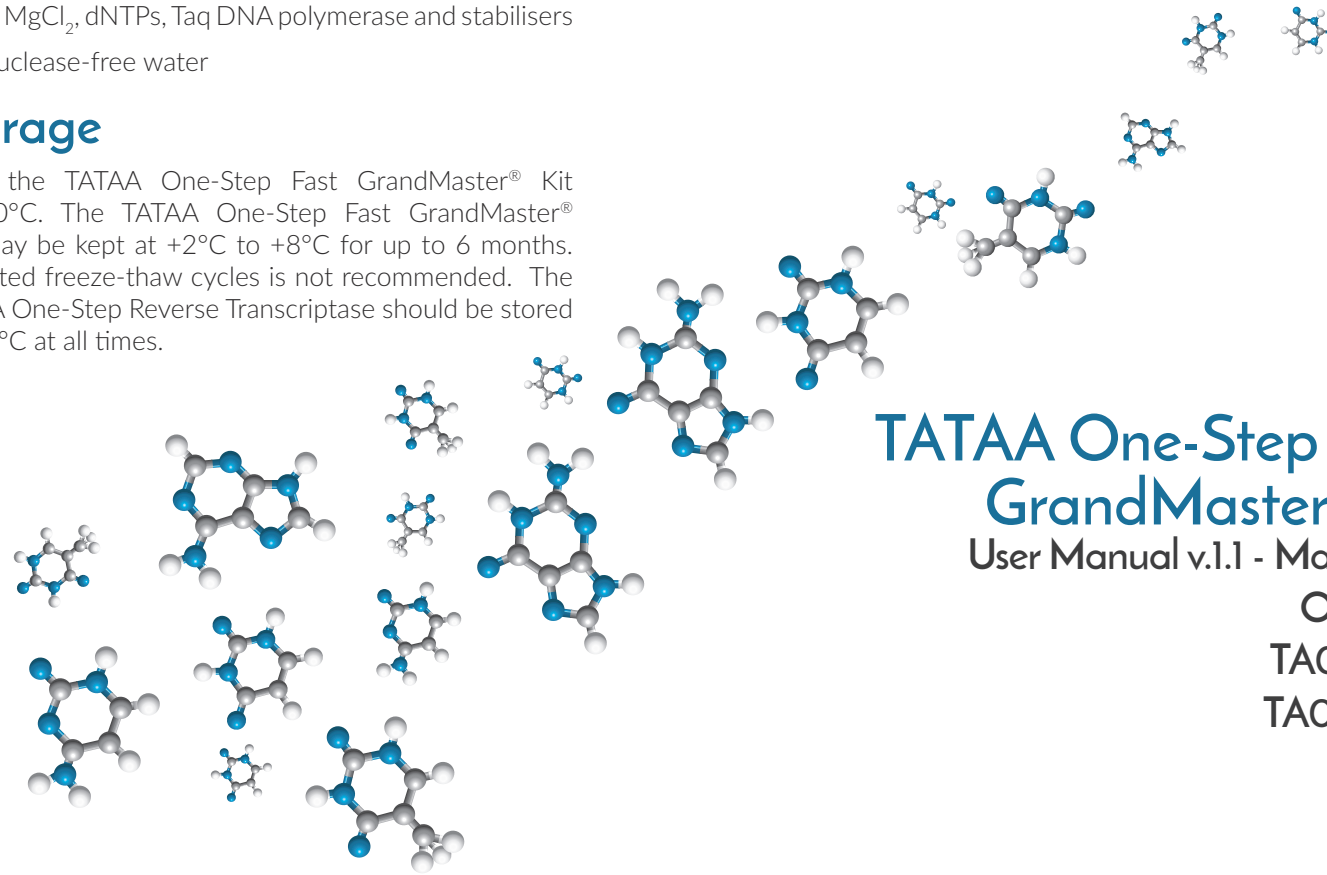 MgCl2, dNTPs, Taq DNA polymerase and stabilisers
uclease-free water
rage
the TATAA One-Step Fast GrandMaster® Kit
0°C. The TATAA One-Step Fast GrandMaster®
ay be kept at +2°C to +8°C for up to 6 months.
ted freeze-thaw cycles is not recommended. The
A One-Step Reverse Transcriptase should be stored
°C at all times.
TATAA One-Step
GrandMaster
User Manual v.1.1 - Ma
TA0
TA0